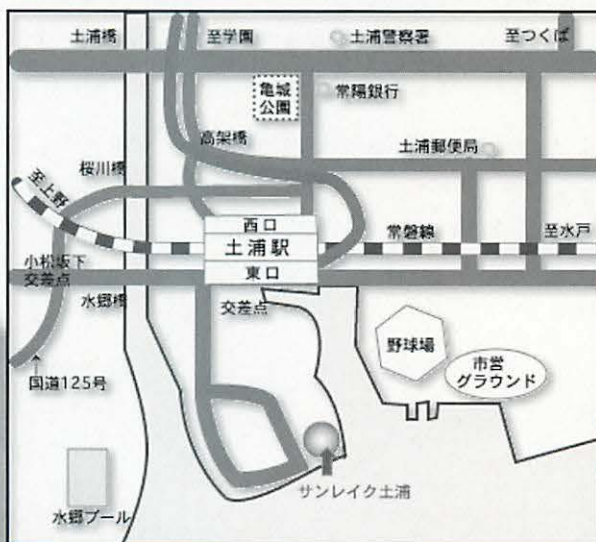 土浦橋
至学園
土浦警察署
至つくば
亀城
公園
常陽銀行
高架橋
土浦郵便局
桜川橋
至上野
西口
土浦駅
東口
常磐線
至水戸
小松坂下
交差点
水郷橋
交差点
野球場
市営
グラウンド
国道125号
サンレイク土浦
水郷プール